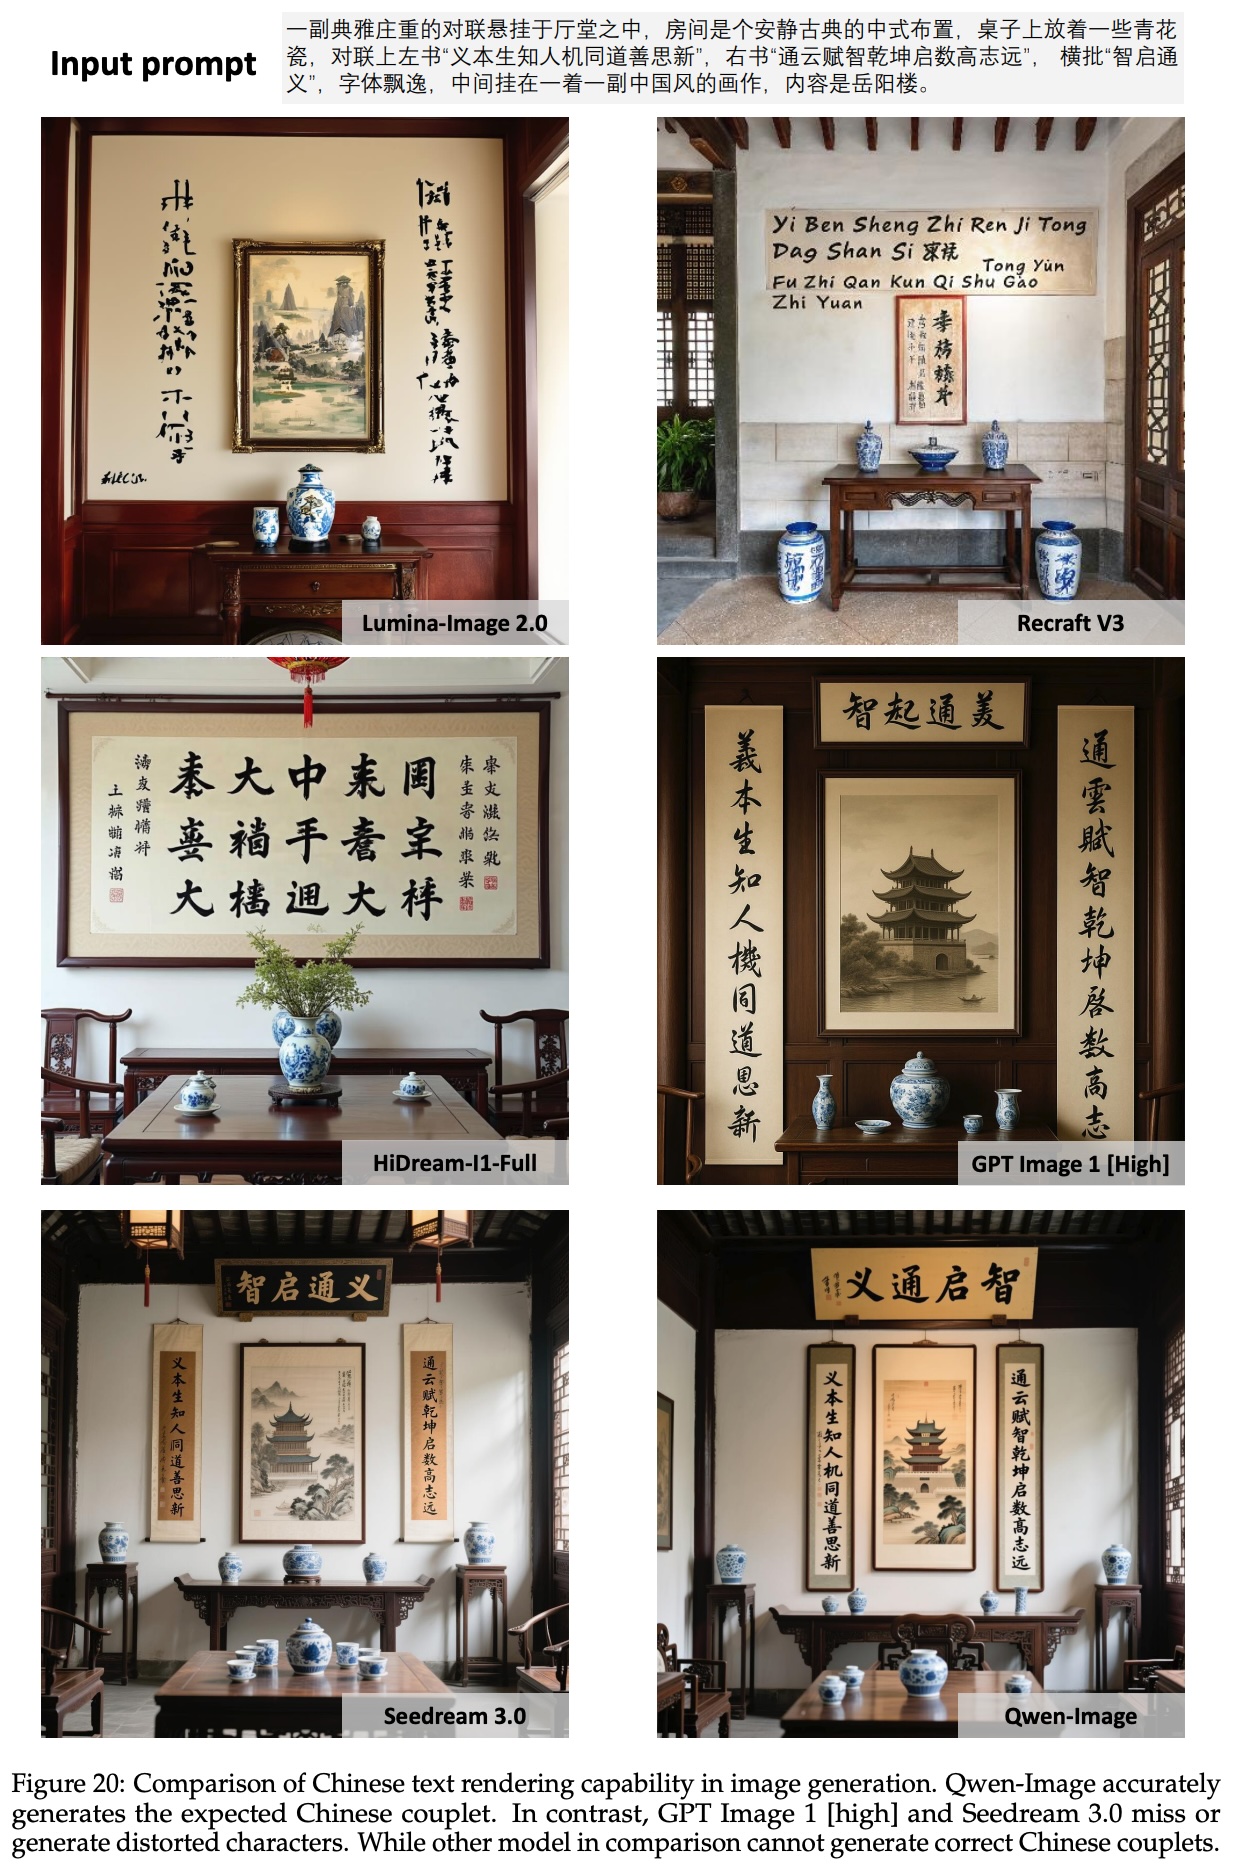 Input prompt
一副典雅庄重的对联悬挂于厅堂之中，房间是个安静古典的中式布置，桌子上放着一些青花
瓷，对联上左书“义本生知人机同道善思新”，右书“通云赋智乾坤启数高志远”， 横批“智启通
义”，字体飘逸，中间挂在一着一副中国风的画作，内容是岳阳楼。
Lumina-Image 2.0
Yi Ben Sheng Zhi Ren Ji Tong
Dag Shan Si
Tong Yùn
Fu Zhi Qan Kun Qi Shu Gao
Zhi Yuan
Recraft V3
大中来岡
手
大 大
HiDream-I1-Full
智起通美
義本生知人機同道思新
通雲賦智乾坤啓数高志
GPT Image 1 [High]
智启通义
义本生知人同道善思新
通云赋乾坤启数高志远
Seedream 3.0
义通启智
义本生知人机同道善思新
通云赋智乾坤启数高志远
Qwen-Image
Figure 20: Comparison of Chinese text rendering capability in image generation. Qwen-Image accurately
generates the expected Chinese couplet. In contrast, GPT Image 1 [high] and Seedream 3.0 miss or
generate distorted characters. While other model in comparison cannot generate correct Chinese couplets.